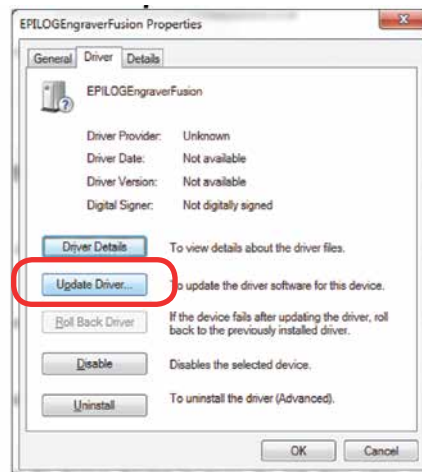 EPILOGEngraverFusion Properties
General Driver Details
EPILOGEngraverFusion
Driver Provider: Unknown
Driver Date: Not available
Driver Version: Not available
Digital Signer: Not digitally signed
Driver Details To view details about the driver files.
Update Driver... To update the driver software for this device.
Roll Back Driver If the device fails after updating the driver, roll
back to the previously installed driver.
Disable Disables the selected device.
Uninstall To uninstall the driver (Advanced).
OK Cancel